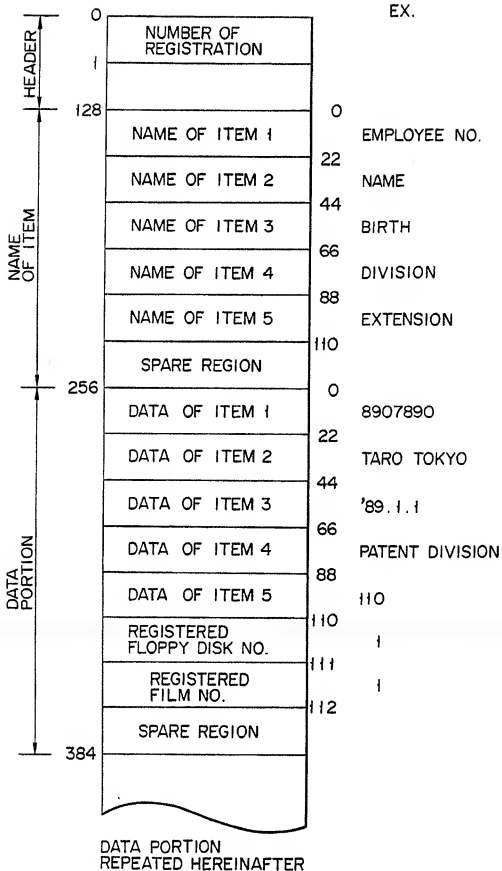 EX.
0
NUMBER OF
REGISTRATION
1
HEADER
128
0
NAME OF ITEM 1
EMPLOYEE NO.
22
NAME OF ITEM 2
NAME
44
NAME OF ITEM 3
BIRTH
66
NAME OF ITEM 4
DIVISION
88
NAME OF ITEM 5
EXTENSION
110
SPARE REGION
NAME
OF ITEM
256
0
DATA OF ITEM 1
8907890
22
DATA OF ITEM 2
TARO TOKYO
44
DATA OF ITEM 3
'89.1.1
66
DATA OF ITEM 4
PATENT DIVISION
88
DATA OF ITEM 5
110
110
REGISTERED
FLOPPY DISK NO.
1
111
REGISTERED
FILM NO.
1
112
SPARE REGION
DATA
PORTION
384
DATA PORTION
REPEATED HEREINAFTER